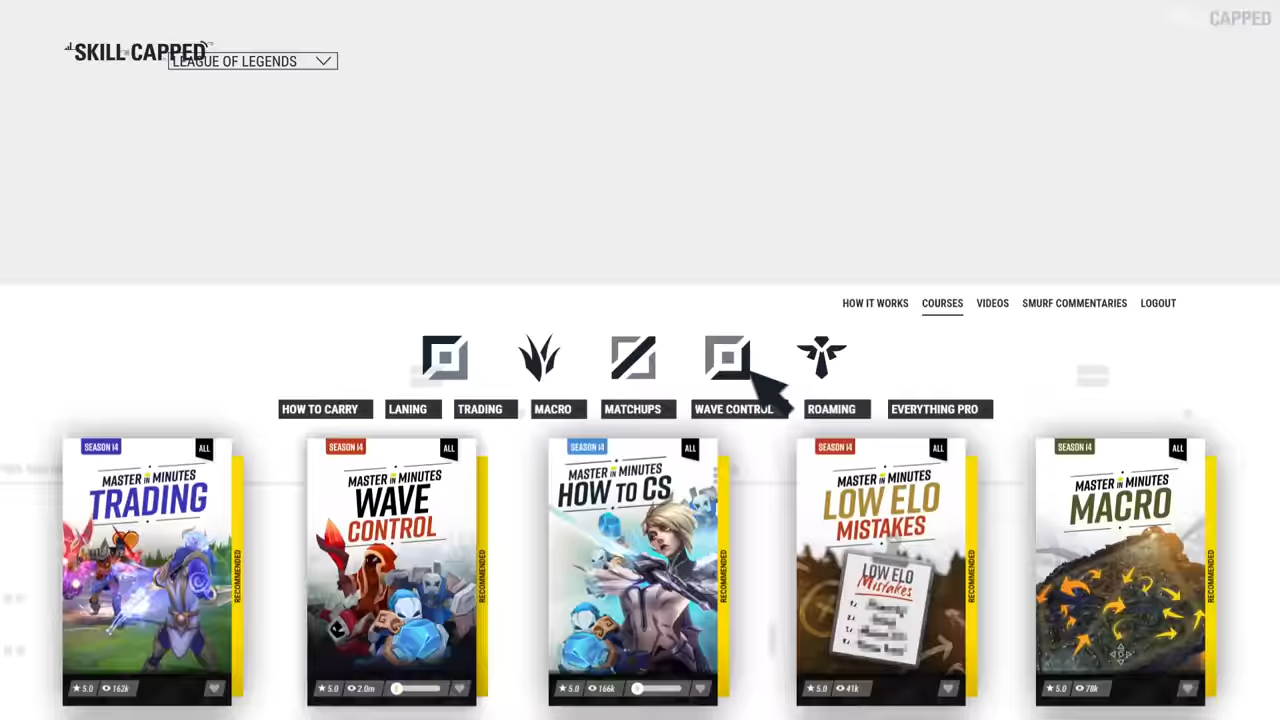 CAPPED
SKILL CAPPED
LEAGUE OF LEGENDS
HOW IT WORKS COURSES VIDEOS SMURF COMMENTARIES LOGOUT
HOW TO CARRY LANING TRADING MACRO MATCHUPS WAVE CONTROL ROAMING EVERYTHING PRO
SEASON 14 ALL
MASTER IN MINUTES
TRADING
RECOMMENDED
5.0 162k
SEASON 14 ALL
MASTER IN MINUTES
WAVE
CONTROL
RECOMMENDED
5.0 2.0m
SEASON 14 ALL
MASTER IN MINUTES
HOW TO CS
RECOMMENDED
5.0 166k
SEASON 14 ALL
MASTER IN MINUTES
LOW ELO
MISTAKES
LOW ELO
Mistakes
RECOMMENDED
5.0 41k
SEASON 14 ALL
MASTER IN MINUTES
MACRO
RECOMMENDED
5.0 78k